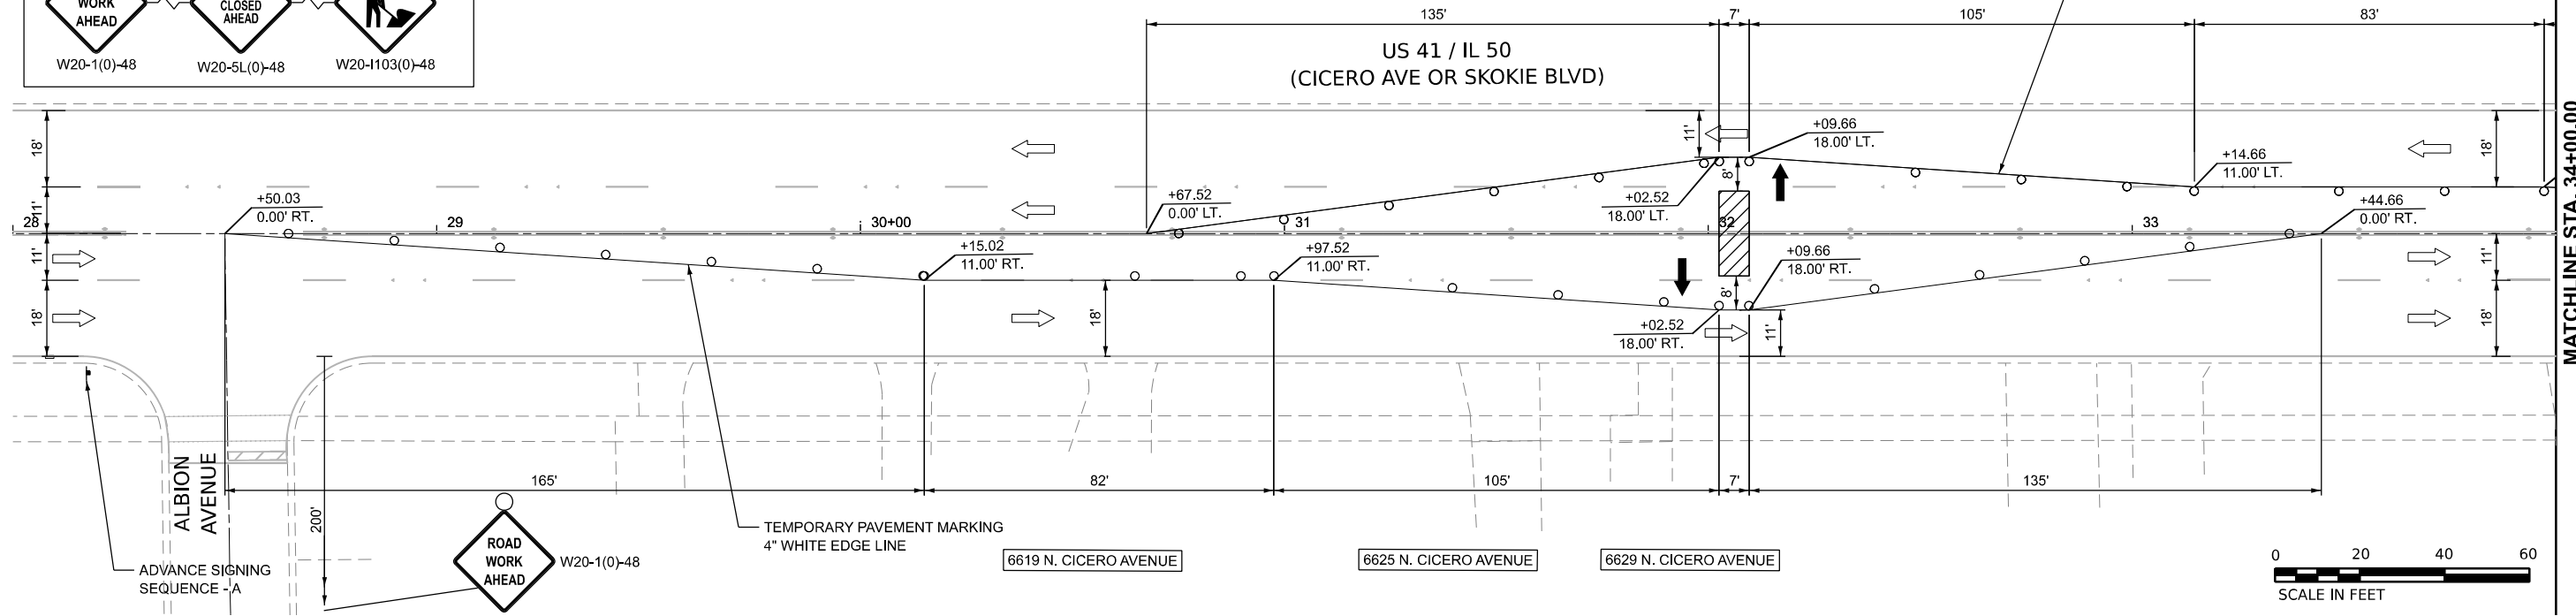 WORK
AHEAD
W20-1(0)-48
CLOSED
AHEAD
W20-5L(0)-48
W20-I103(0)-48
135'
7'
105'
83'
US 41 / IL 50
(CICERO AVE OR SKOKIE BLVD)
18'
11'
11'
18'
28
29
30+00
31
32
33
+50.03
0.00' RT.
+15.02
11.00' RT.
+67.52
0.00' LT.
+97.52
11.00' RT.
+02.52
18.00' LT.
+09.66
18.00' LT.
+14.66
11.00' LT.
+44.66
0.00' RT.
+09.66
18.00' RT.
+02.52
18.00' RT.
11'
8'
8'
11'
18'
18'
11'
18'
MATCHLINE STA. 34+00.00
165'
82'
105'
7'
135'
200'
ALBION
AVENUE
ADVANCE SIGNING
SEQUENCE - A
ROAD
WORK
AHEAD
W20-1(0)-48
TEMPORARY PAVEMENT MARKING
4" WHITE EDGE LINE
6619 N. CICERO AVENUE
6625 N. CICERO AVENUE
6629 N. CICERO AVENUE
0 20 40 60
SCALE IN FEET